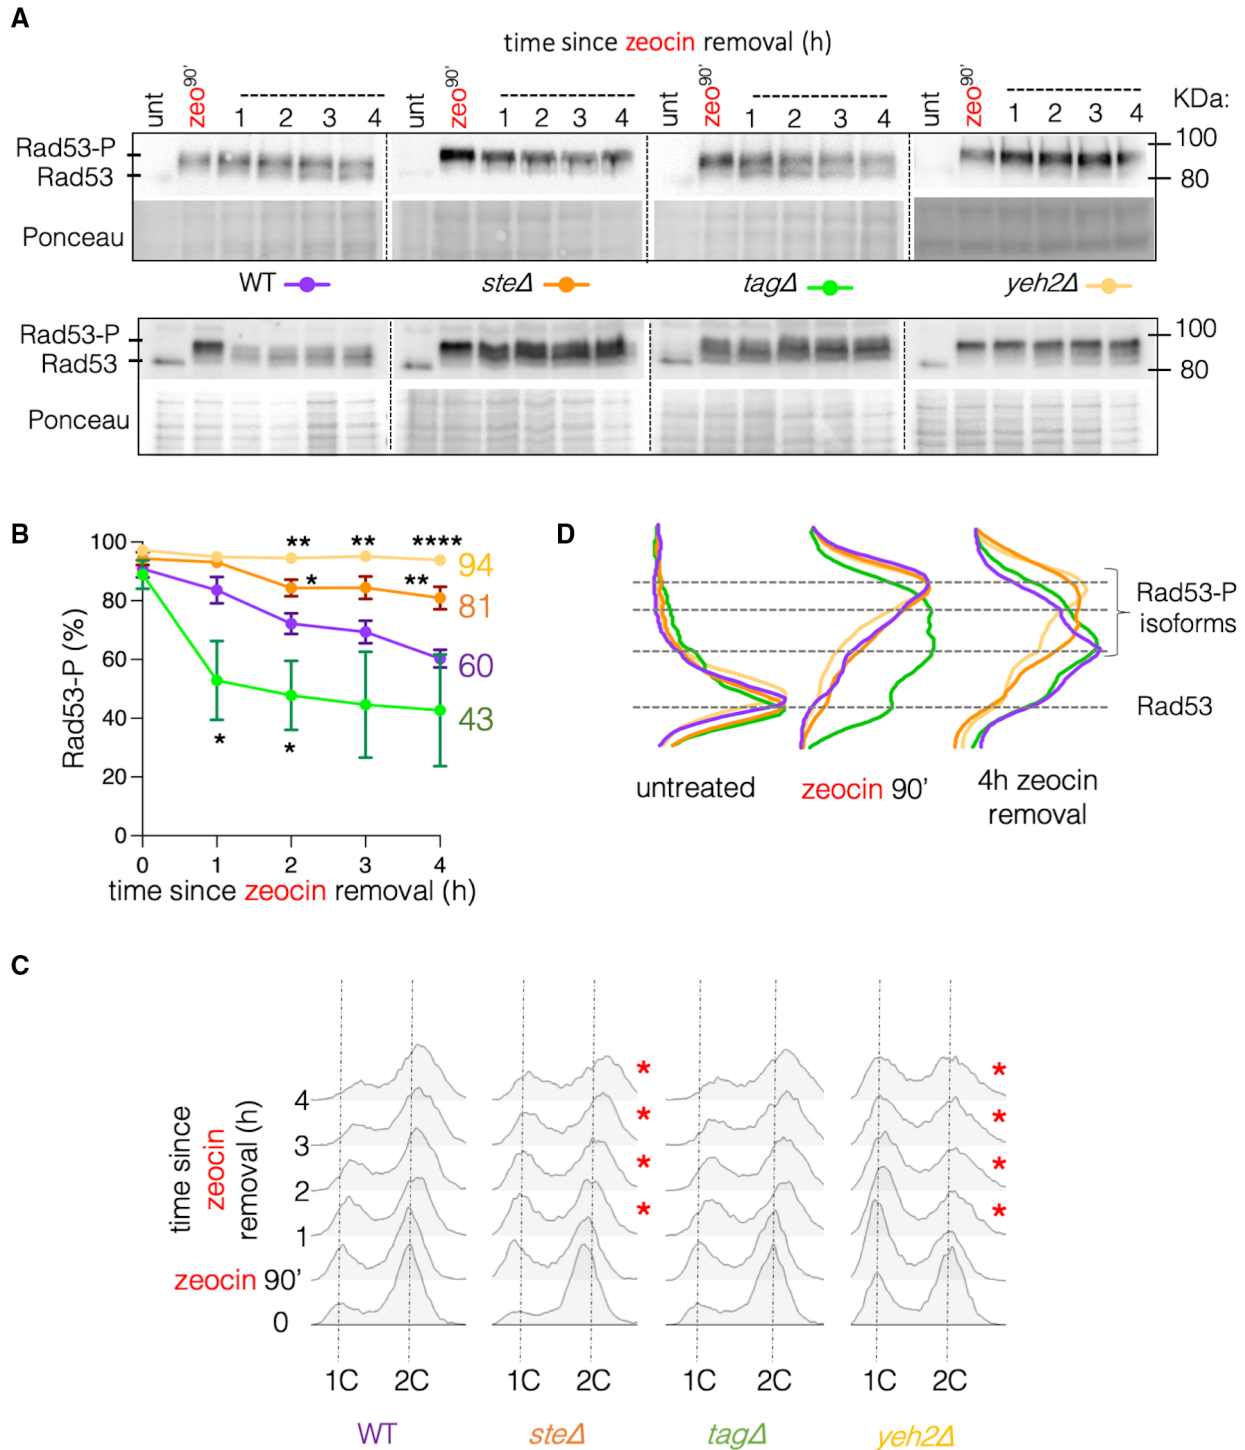 A
time since zeocin removal (h)
unt zeo90’ 1 2 3 4 unt zeo90’ 1 2 3 4 unt zeo90’ 1 2 3 4 unt zeo90’ 1 2 3 4 KDa:
Rad53-P 100
Rad53 80
Ponceau
WT steΔ tagΔ yeh2Δ
Rad53-P 100
Rad53 80
Ponceau
B
Rad53-P (%)
100
80
60
40
20
0
** ** ****
* **
* *
94
81
60
43
0 1 2 3 4
time since zeocin removal (h)
D
Rad53-P
isoforms
Rad53
untreated
zeocin 90’
4h zeocin
removal
C
time since
zeocin
removal (h)
4 * *
3 * *
2 * *
1 * *
zeocin 90’
0
1C 2C 1C 2C 1C 2C 1C 2C
WT steΔ tagΔ yeh2Δ